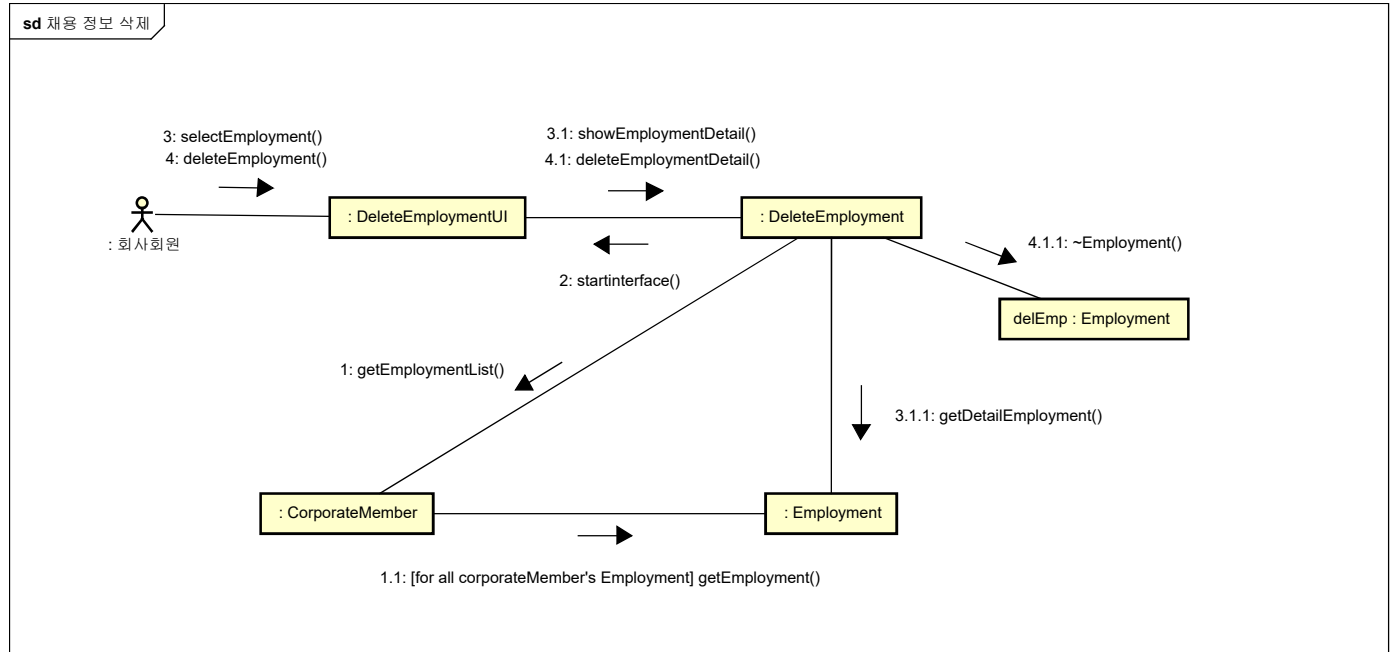 sd 채용 정보 삭제
3: selectEmployment()
4: deleteEmployment()
3.1: showEmploymentDetail()
4.1: deleteEmploymentDetail()
: 회사회원
: DeleteEmploymentUI
: DeleteEmployment
4.1.1: ~Employment()
2: startinterface()
delEmp : Employment
1: getEmploymentList()
3.1.1: getDetailEmployment()
: CorporateMember
: Employment
1.1: [for all corporateMember's Employment] getEmployment()